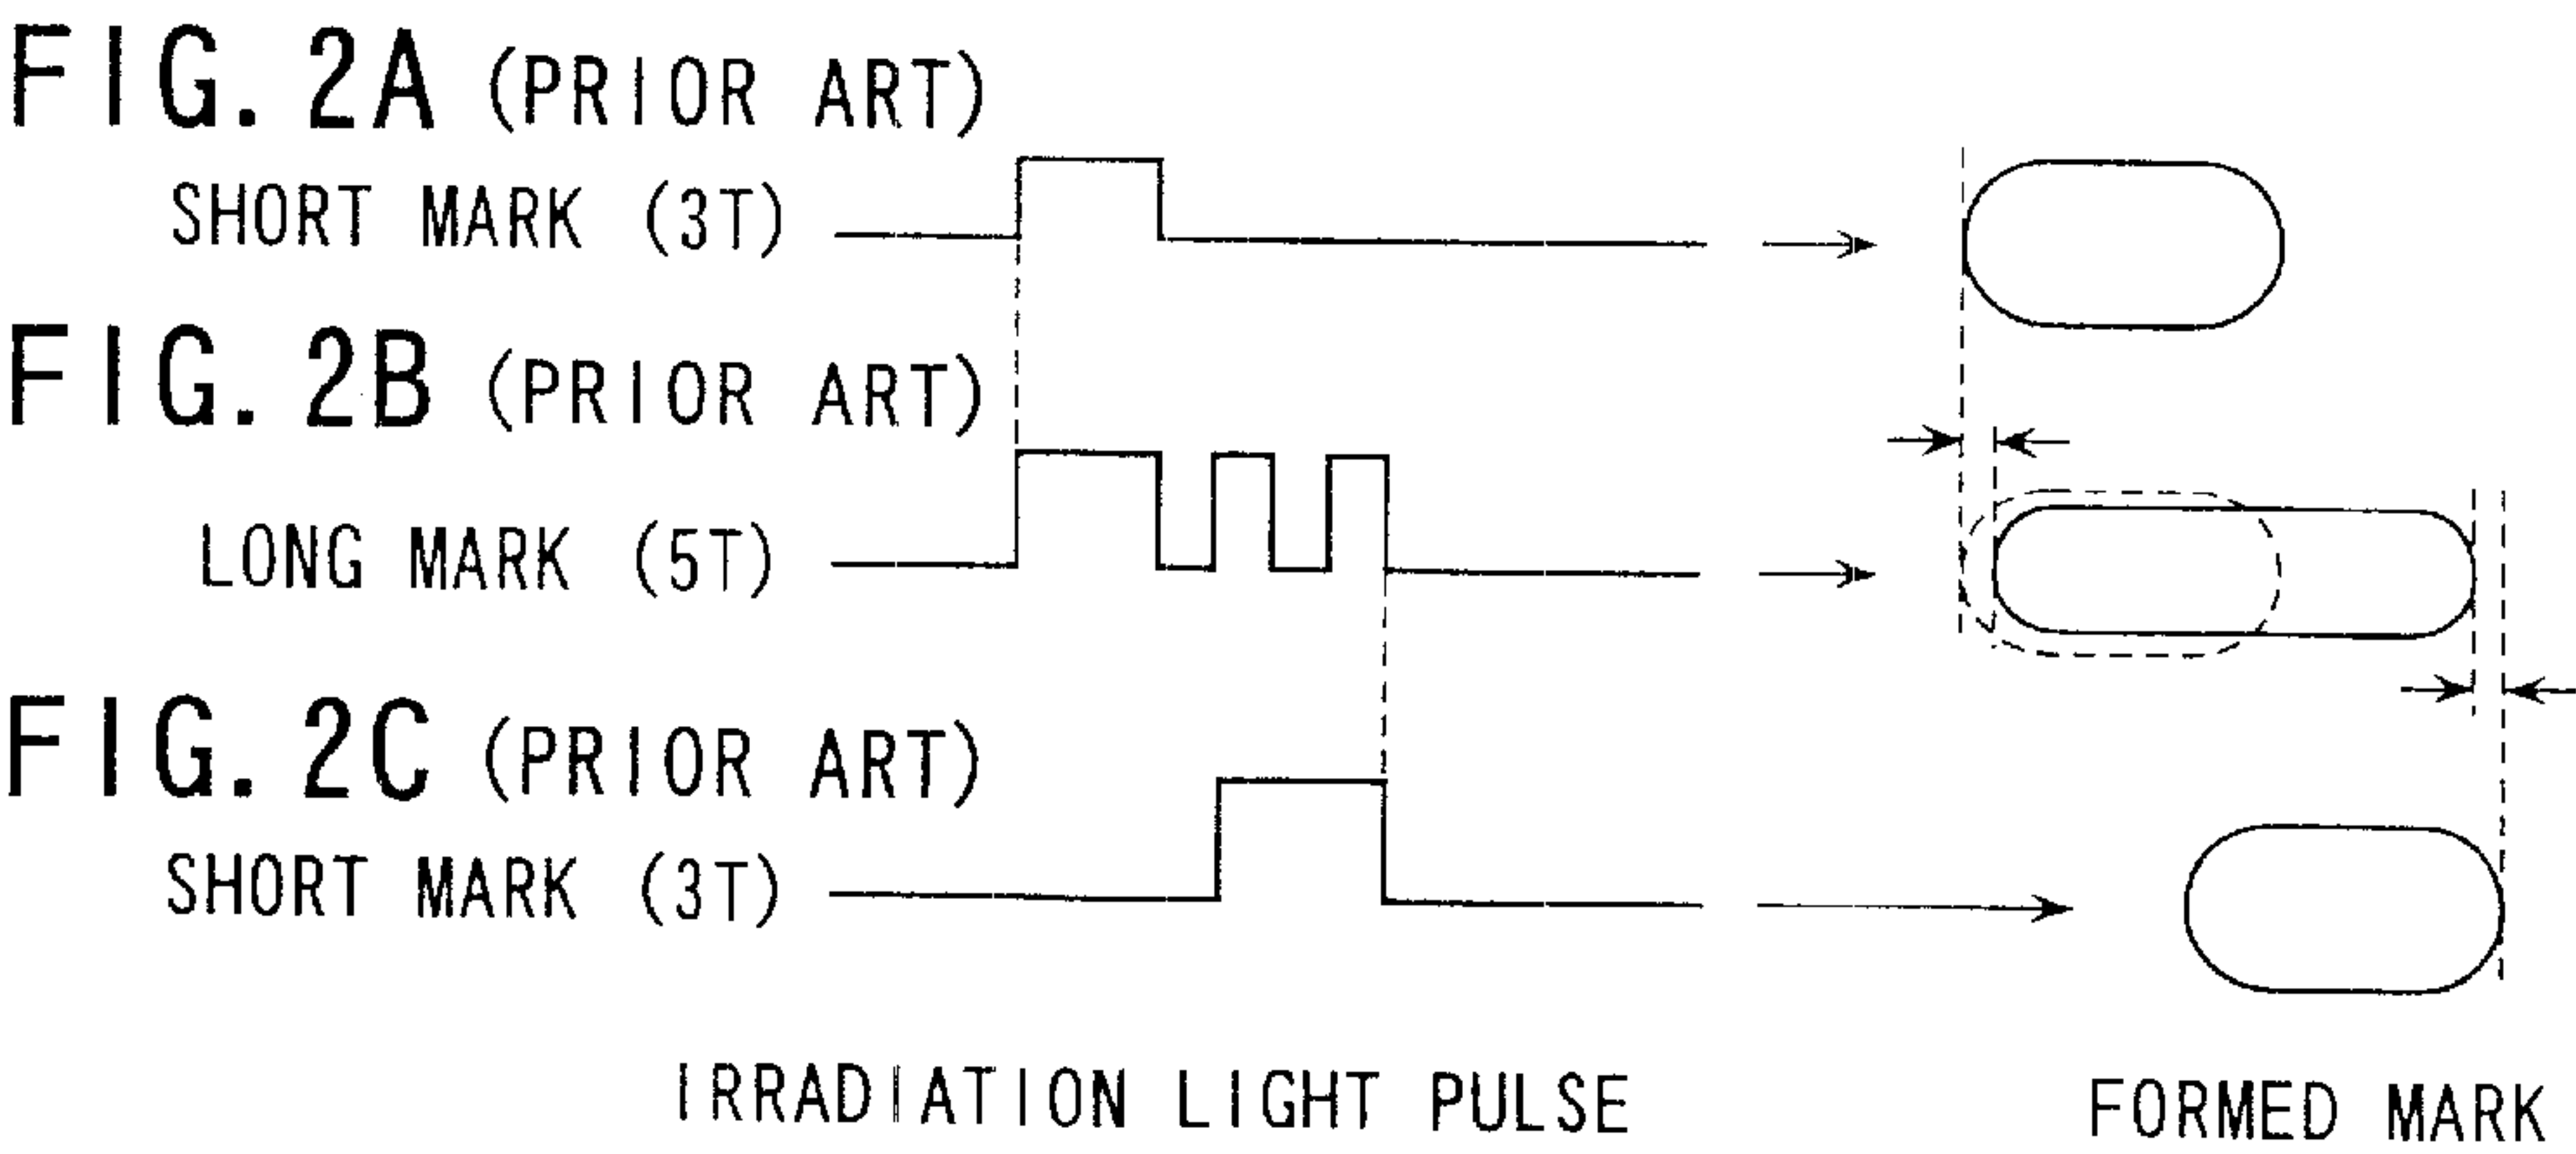 FIG. 2A (PRIOR ART)
SHORT MARK (3T)
FIG. 2B (PRIOR ART)
LONG MARK (5T)
FIG. 2C (PRIOR ART)
SHORT MARK (3T)
IRRADIATION LIGHT PULSE
FORMED MARK